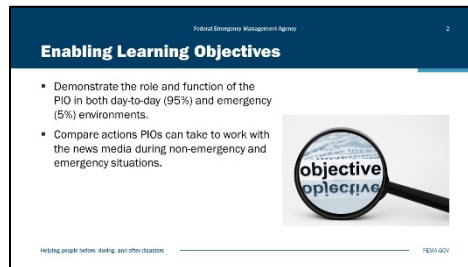 Federal Emergency Management Agency
2
Enabling Learning Objectives
▪ Demonstrate the role and function of the
PIO in both day-to-day (95%) and emergency
(5%) environments.
▪ Compare actions PIOs can take to work with
the news media during non-emergency and
emergency situations.
objective
objective
Helping people before, during, and after disasters
FEMA.GOV